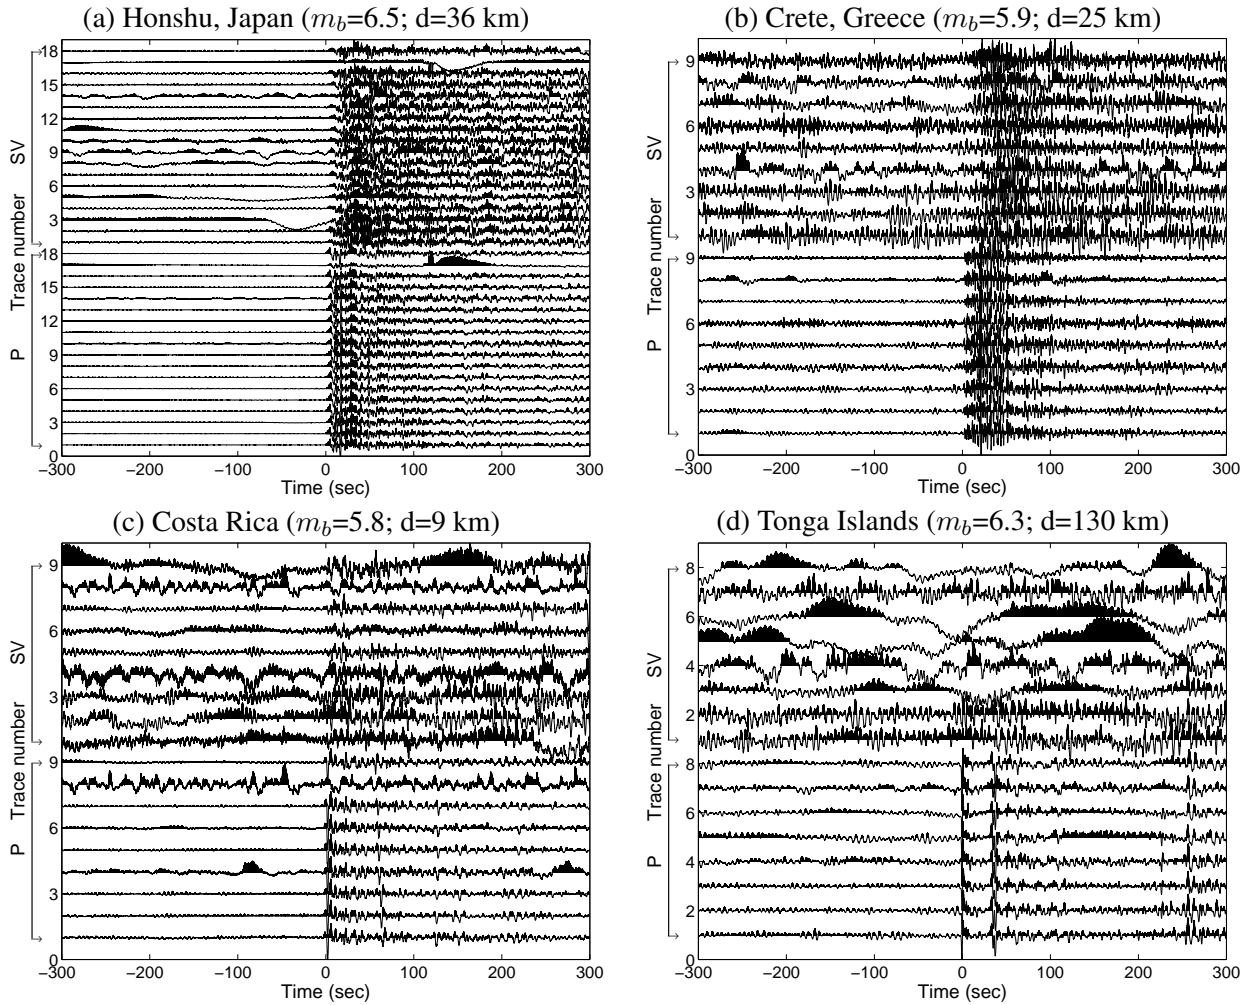 (a) Honshu, Japan (m_b=6.5; d=36 km)
18
15
12
9
6
3
18
15
12
9
6
3
0
P Trace number SV
−300 −200 −100 0 100 200 300
Time (sec)
(b) Crete, Greece (m_b=5.9; d=25 km)
9
6
3
9
6
3
0
P Trace number SV
−300 −200 −100 0 100 200 300
Time (sec)
(c) Costa Rica (m_b=5.8; d=9 km)
9
6
3
9
6
3
0
P Trace number SV
−300 −200 −100 0 100 200 300
Time (sec)
(d) Tonga Islands (m_b=6.3; d=130 km)
8
6
4
2
8
6
4
2
0
P Trace number SV
−300 −200 −100 0 100 200 300
Time (sec)